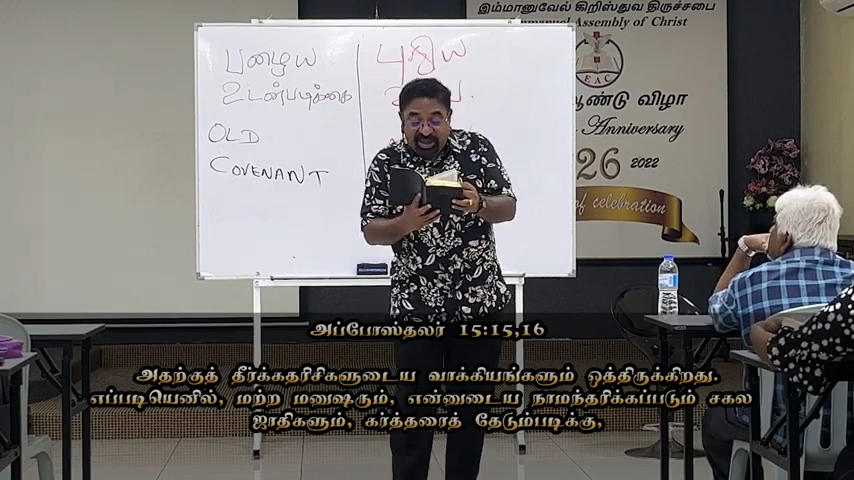 இம்மானுவேல் கிறிஸ்துவ திருச்சபை
Assembly of Christ
பழைய
உடன்படிக்கை
OLD
COVENANT
புதிய
EAC
ஆண்டு விழா
Anniversary
26 2022
of celebration
அப்போஸ்தலர் 15:15,16
அதற்குத் தீர்க்கதரிசிகளுடைய வாக்கியங்களும் ஒத்திருக்கிறது.
எப்படியெனில், மற்ற மனுஷரும், என்னுடைய நாமந்தரிக்கப்படும் சகல
ஜாதிகளும், கர்த்தரைத் தேடும்படிக்கு,